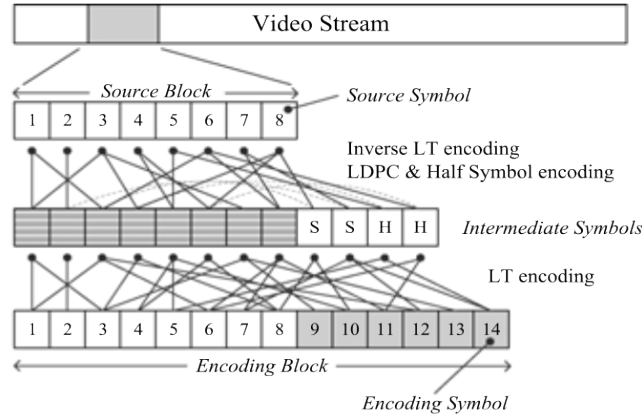 Video Stream
Source Block
Source Symbol
1 2 3 4 5 6 7 8
Inverse LT encoding
LDPC & Half Symbol encoding
S S H H
Intermediate Symbols
LT encoding
1 2 3 4 5 6 7 8 9 10 11 12 13 14
Encoding Block
Encoding Symbol